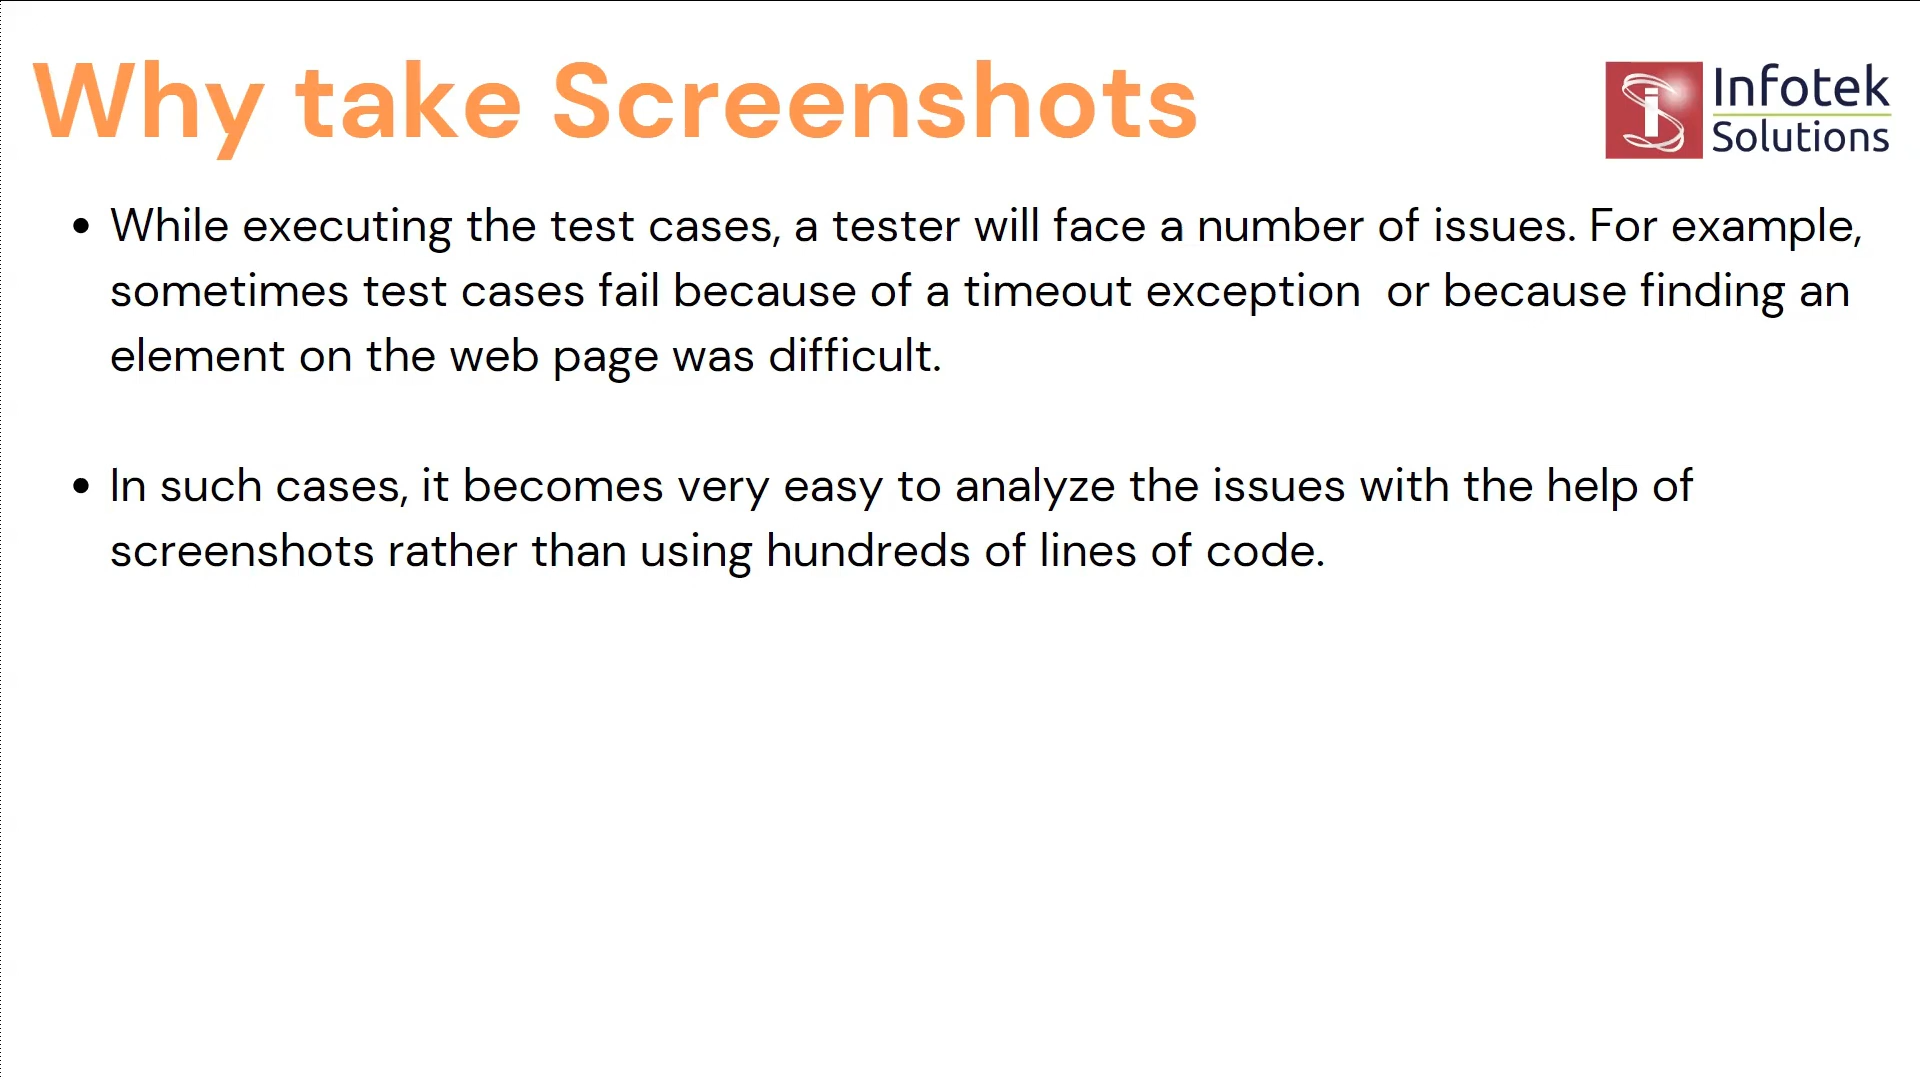 Why take Screenshots
Infotek
Solutions
• While executing the test cases, a tester will face a number of issues. For example,
sometimes test cases fail because of a timeout exception  or because finding an
element on the web page was difficult.
• In such cases, it becomes very easy to analyze the issues with the help of
screenshots rather than using hundreds of lines of code.